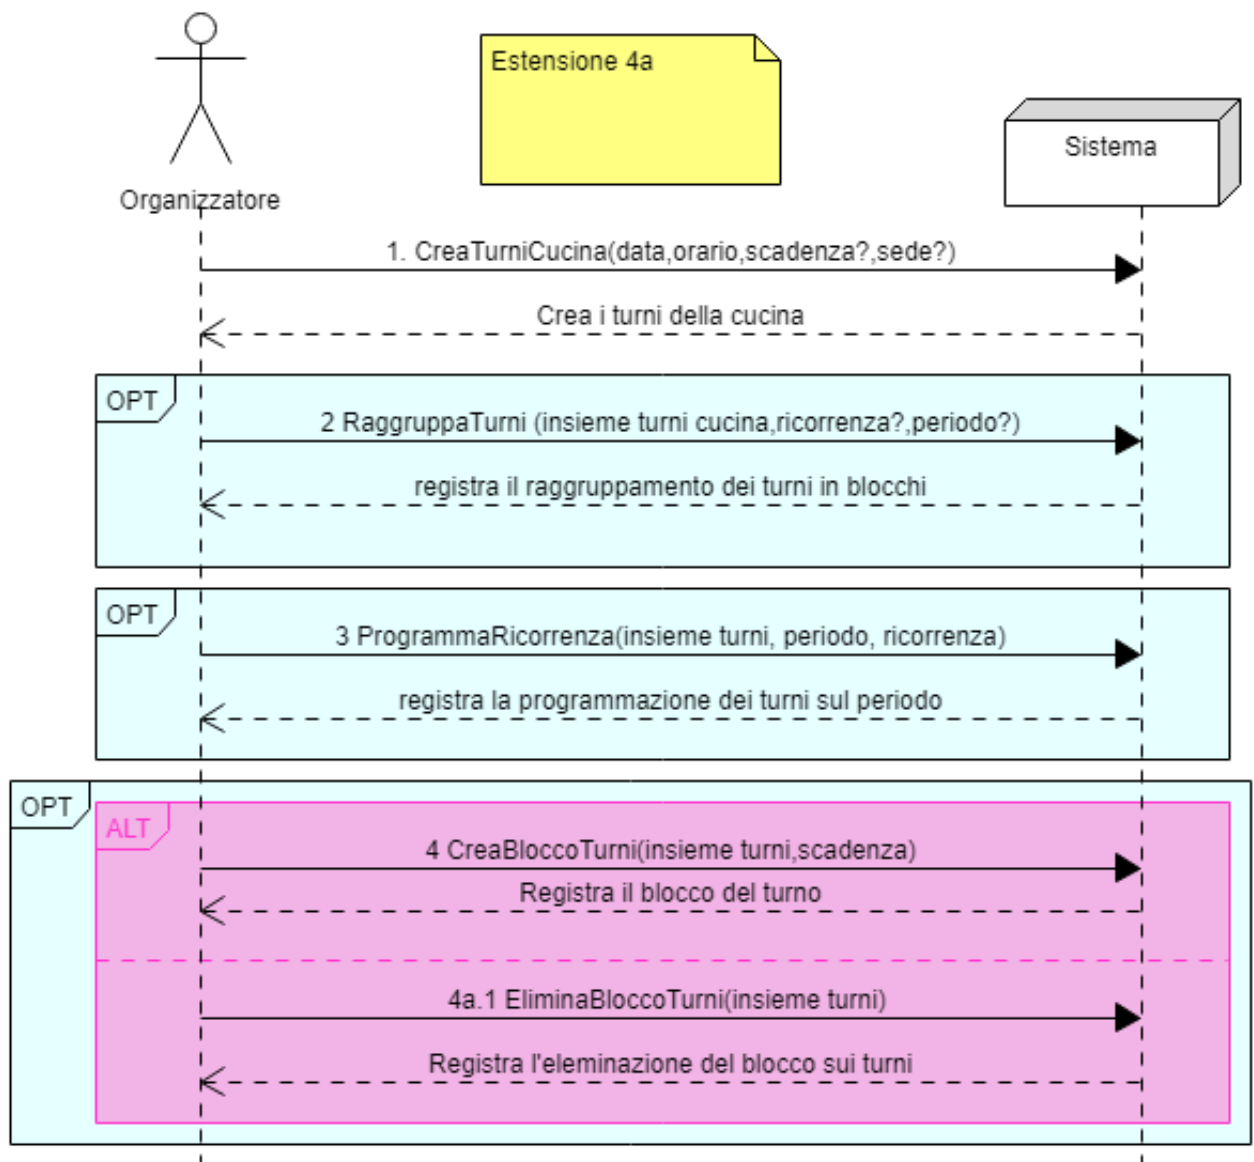 Estensione 4a
Sistema
Organizzatore
1. CreaTurniCucina(data,orario,scadenza?,sede?)
Crea i turni della cucina
OPT
2 RaggruppaTurni (insieme turni cucina,ricorrenza?,periodo?)
registra il raggruppamento dei turni in blocchi
OPT
3 ProgrammaRicorrenza(insieme turni, periodo, ricorrenza)
registra la programmazione dei turni sul periodo
OPT
ALT
4 CreaBloccoTurni(insieme turni,scadenza)
Registra il blocco del turno
4a.1 EliminaBloccoTurni(insieme turni)
Registra l'eleminazione del blocco sui turni